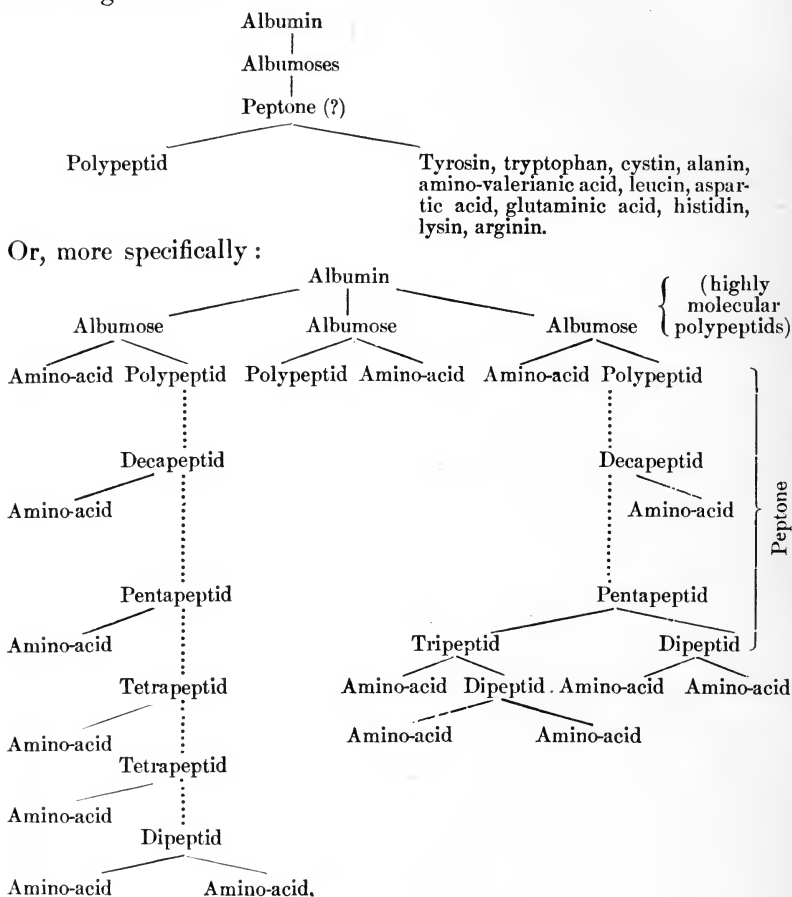 Albumin
Albumoses
Peptone (?)
Polypeptid
Tyrosin, tryptophan, cystin, alanin,
amino-valerianic acid, leucin, aspar-
tic acid, glutaminic acid, histidin,
lysin, arginin.
Or, more specifically :
Albumin
Albumose Albumose Albumose
(highly
molecular
polypeptids)
Amino-acid Polypeptid Polypeptid Amino-acid Amino-acid Polypeptid
Decapeptid Decapeptid
Amino-acid Amino-acid
Peptone
Pentapeptid Pentapeptid
Amino-acid Tripeptid Dipeptid
Tetrapeptid Amino-acid Dipeptid. Amino-acid Amino-acid
Amino-acid Amino-acid Amino-acid
Tetrapeptid
Amino-acid
Dipeptid
Amino-acid Amino-acid,